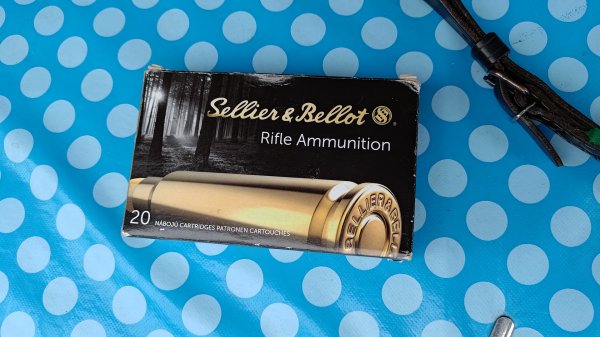 Sellier & Bellot S&B®
Rifle Ammunition
20 NÁBOJŮ CARTRIDGES PATRONEN CARTOUCHES
SELLIER & BELLOT